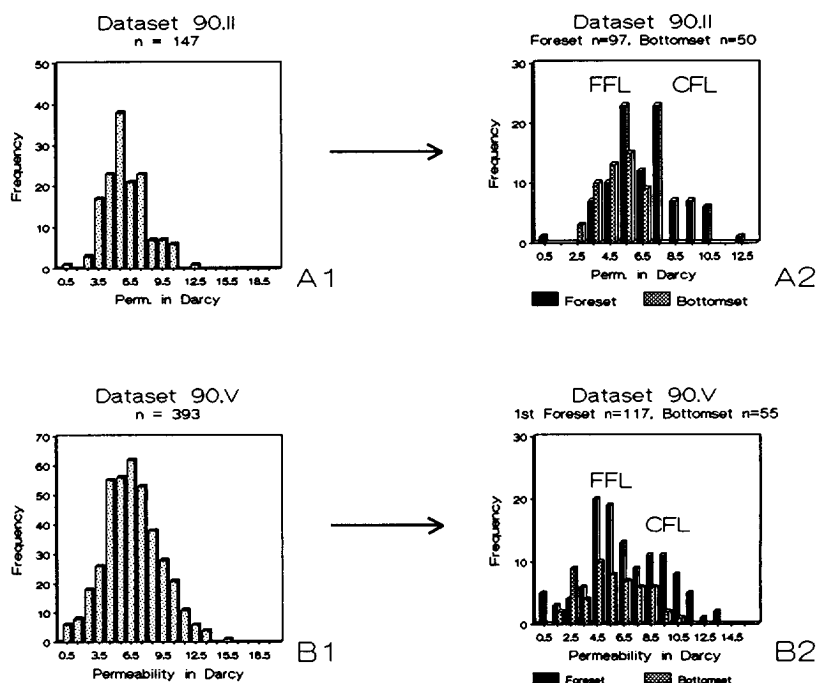 Dataset 90.II
n = 147
50
40
30
20
10
0
Frequency
0.5 3.5 6.5 9.5 12.5 15.5 18.5
Perm. in Darcy
A1
Dataset 90.II
Foreset n=97, Bottomset n=50
FFL CFL
30
20
10
0
Frequency
0.5 2.5 4.5 6.5 8.5 10.5 12.5
Perm. in Darcy
Foreset Bottomset
A2
Dataset 90.V
n = 393
70
60
50
40
30
20
10
0
Frequency
0.5 3.5 6.5 9.5 12.5 15.5 18.5
Permeability in Darcy
B1
Dataset 90.V
1st Foreset n=117, Bottomset n=55
FFL
CFL
30
20
10
0
Frequency
0.5 2.5 4.5 6.5 8.5 10.5 12.5 14.5
Permeability in Darcy
Foreset Bottomset
B2